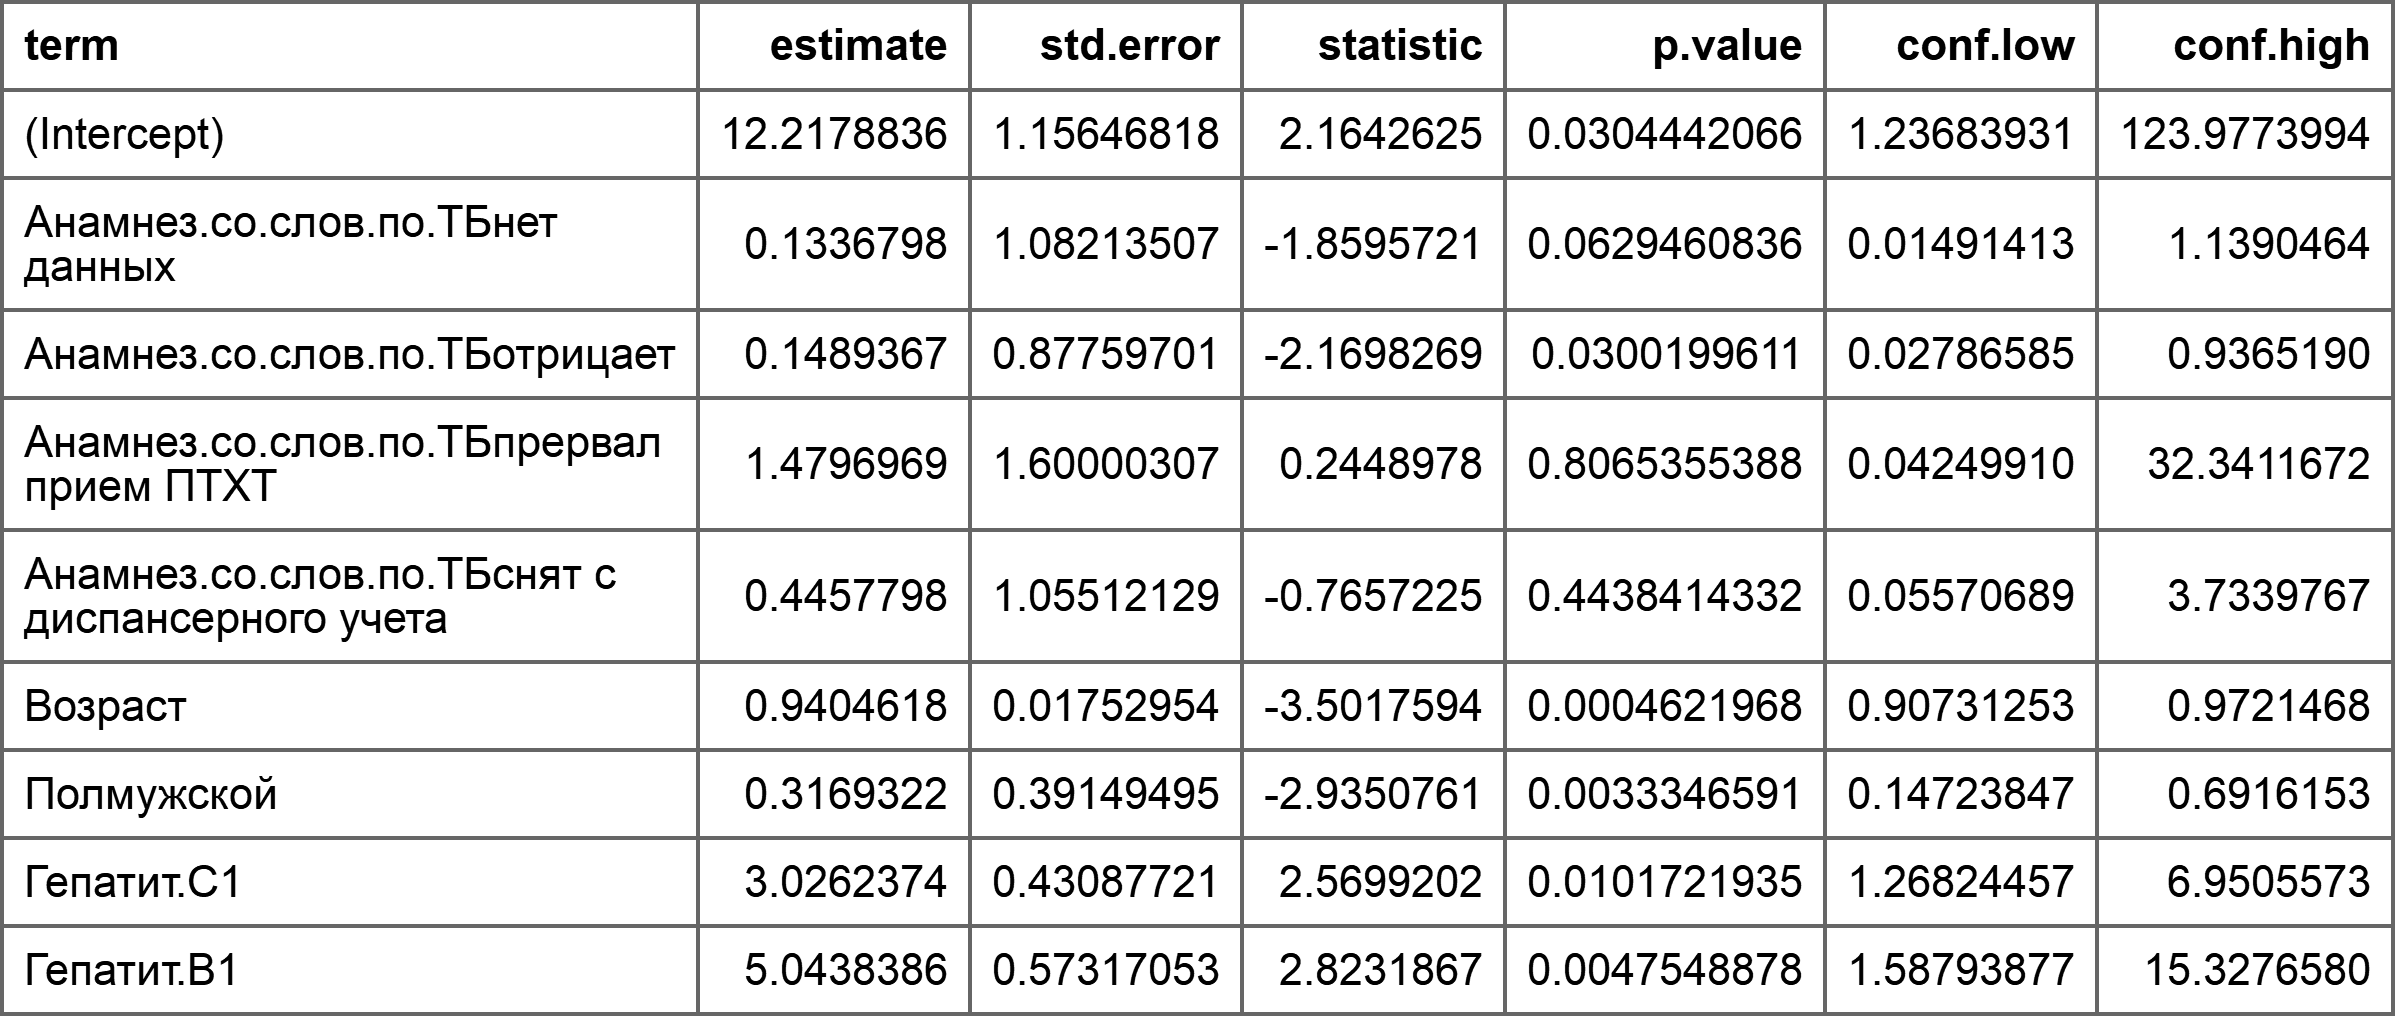 term estimate std.error statistic p.value conf.low conf.high
(Intercept) 12.2178836 1.15646818 2.1642625 0.0304442066 1.23683931 123.9773994
Анамнез.со.слов.по.ТБнет
данных 0.1336798 1.08213507 -1.8595721 0.0629460836 0.01491413 1.1390464
Анамнез.со.слов.по.ТБотрицает 0.1489367 0.87759701 -2.1698269 0.0300199611 0.02786585 0.9365190
Анамнез.со.слов.по.ТБпрервал
прием ПТХТ 1.4796969 1.60000307 0.2448978 0.8065355388 0.04249910 32.3411672
Анамнез.со.слов.по.ТБснят с
диспансерного учета 0.4457798 1.05512129 -0.7657225 0.4438414332 0.05570689 3.7339767
Возраст 0.9404618 0.01752954 -3.5017594 0.0004621968 0.90731253 0.9721468
Полмужской 0.3169322 0.39149495 -2.9350761 0.0033346591 0.14723847 0.6916153
Гепатит.С1 3.0262374 0.43087721 2.5699202 0.0101721935 1.26824457 6.9505573
Гепатит.В1 5.0438386 0.57317053 2.8231867 0.0047548878 1.58793877 15.3276580